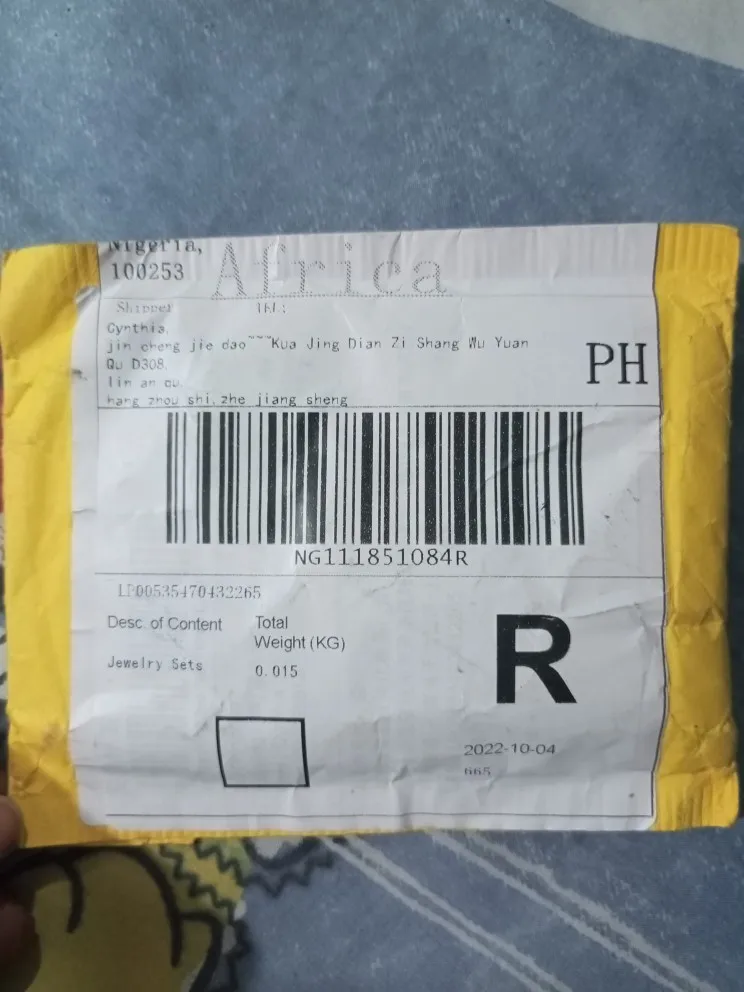 Nigeria,
100253 Africa
Shipper TEL:
Cynthia,
jin cheng jie dao~~~Kua Jing Dian Zi Shang Wu Yuan
Qu D308,
lin an qu,
hang zhou shi, zhe jiang sheng
PH
NG111851084R
LP00535470432265
Desc. of Content Total
Weight (KG)
Jewelry Sets 0.015
R
2022-10-04
665